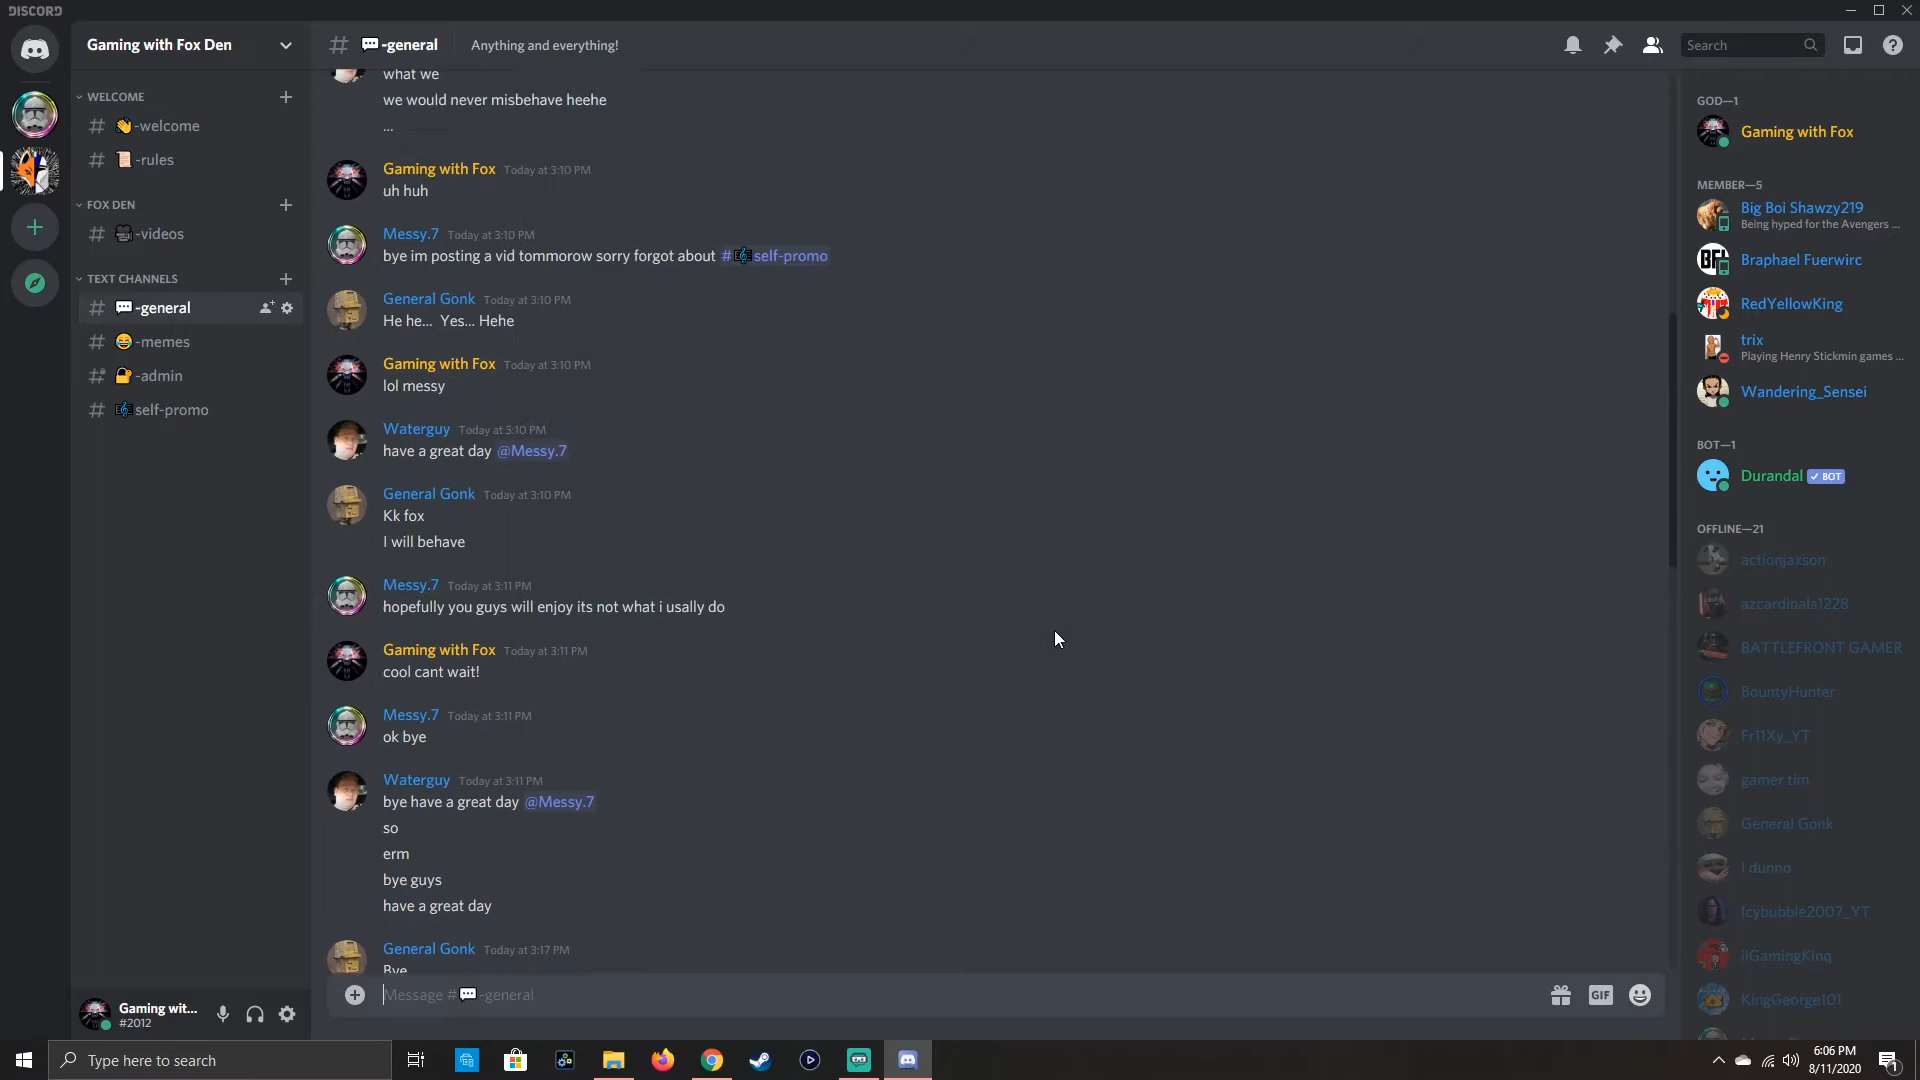 DISCORD
Gaming with Fox Den
-general
Anything and everything!
Search
WELCOME
-welcome
-rules
FOX DEN
-videos
TEXT CHANNELS
-general
-memes
-admin
self-promo
what we
we would never misbehave heehe
...
Gaming with Fox Today at 3:10 PM
uh huh
Messy.7 Today at 3:10 PM
bye im posting a vid tommorow sorry forgot about #self-promo
General Gonk Today at 3:10 PM
He he... Yes... Hehe
Gaming with Fox Today at 3:10 PM
lol messy
Waterguy Today at 3:10 PM
have a great day @Messy.7
General Gonk Today at 3:10 PM
Kk fox
I will behave
Messy.7 Today at 3:11 PM
hopefully you guys will enjoy its not what i usally do
Gaming with Fox Today at 3:11 PM
cool cant wait!
Messy.7 Today at 3:11 PM
ok bye
Waterguy Today at 3:11 PM
bye have a great day @Messy.7
so
erm
bye guys
have a great day
General Gonk Today at 3:17 PM
Bye
Message #-general
GIF
GOD—1
Gaming with Fox
MEMBER—5
Big Boi Shawzy219
Being hyped for the Avengers ...
Braphael Fuerwirc
RedYellowKing
trix
Playing Henry Stickmin games ...
Wandering_Sensei
BOT—1
Durandal BOT
OFFLINE—21
actionjaxson
azcardinals1228
BATTLEFRONT GAMER
BountyHunter
Fr11Xy_YT
gamer tim
General Gonk
I dunno
Icybubble2007_YT
KingGeorge101
Gaming wit...
#2012
Type here to search
6:06 PM
8/11/2020
1